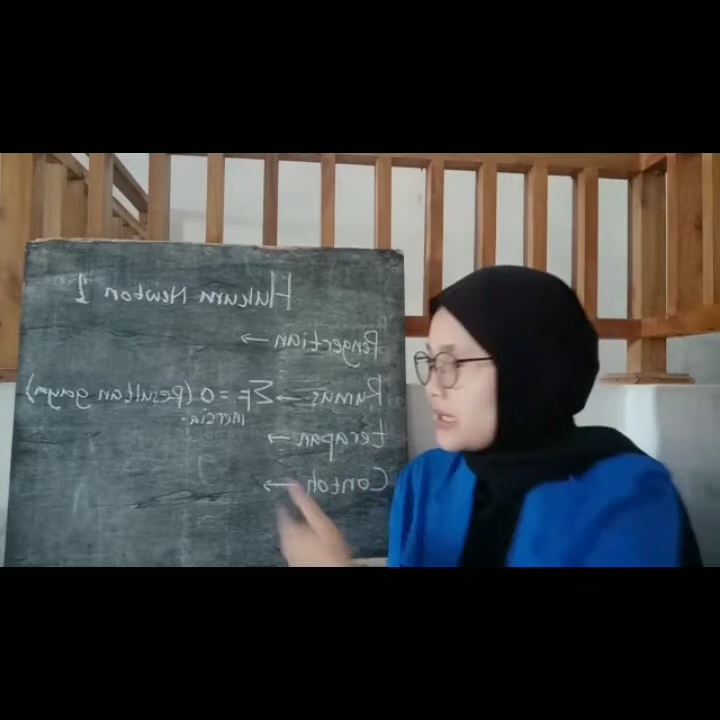 Hukum Newton 1
Pengertian →
Rumus → ΣF = 0 (Resultan gaya)
inersia.
terapan →
Contoh →